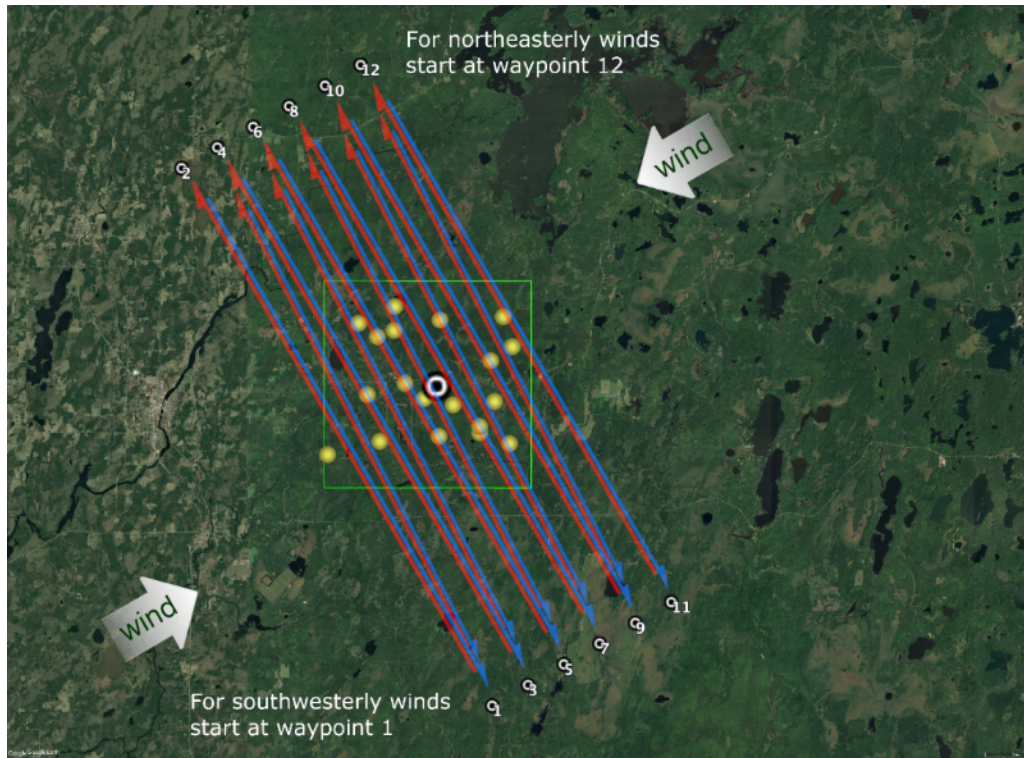 For northeasterly winds
start at waypoint 12
12
10
8
6
4
2
wind
wind
11
9
7
5
3
1
For southwesterly winds
start at waypoint 1